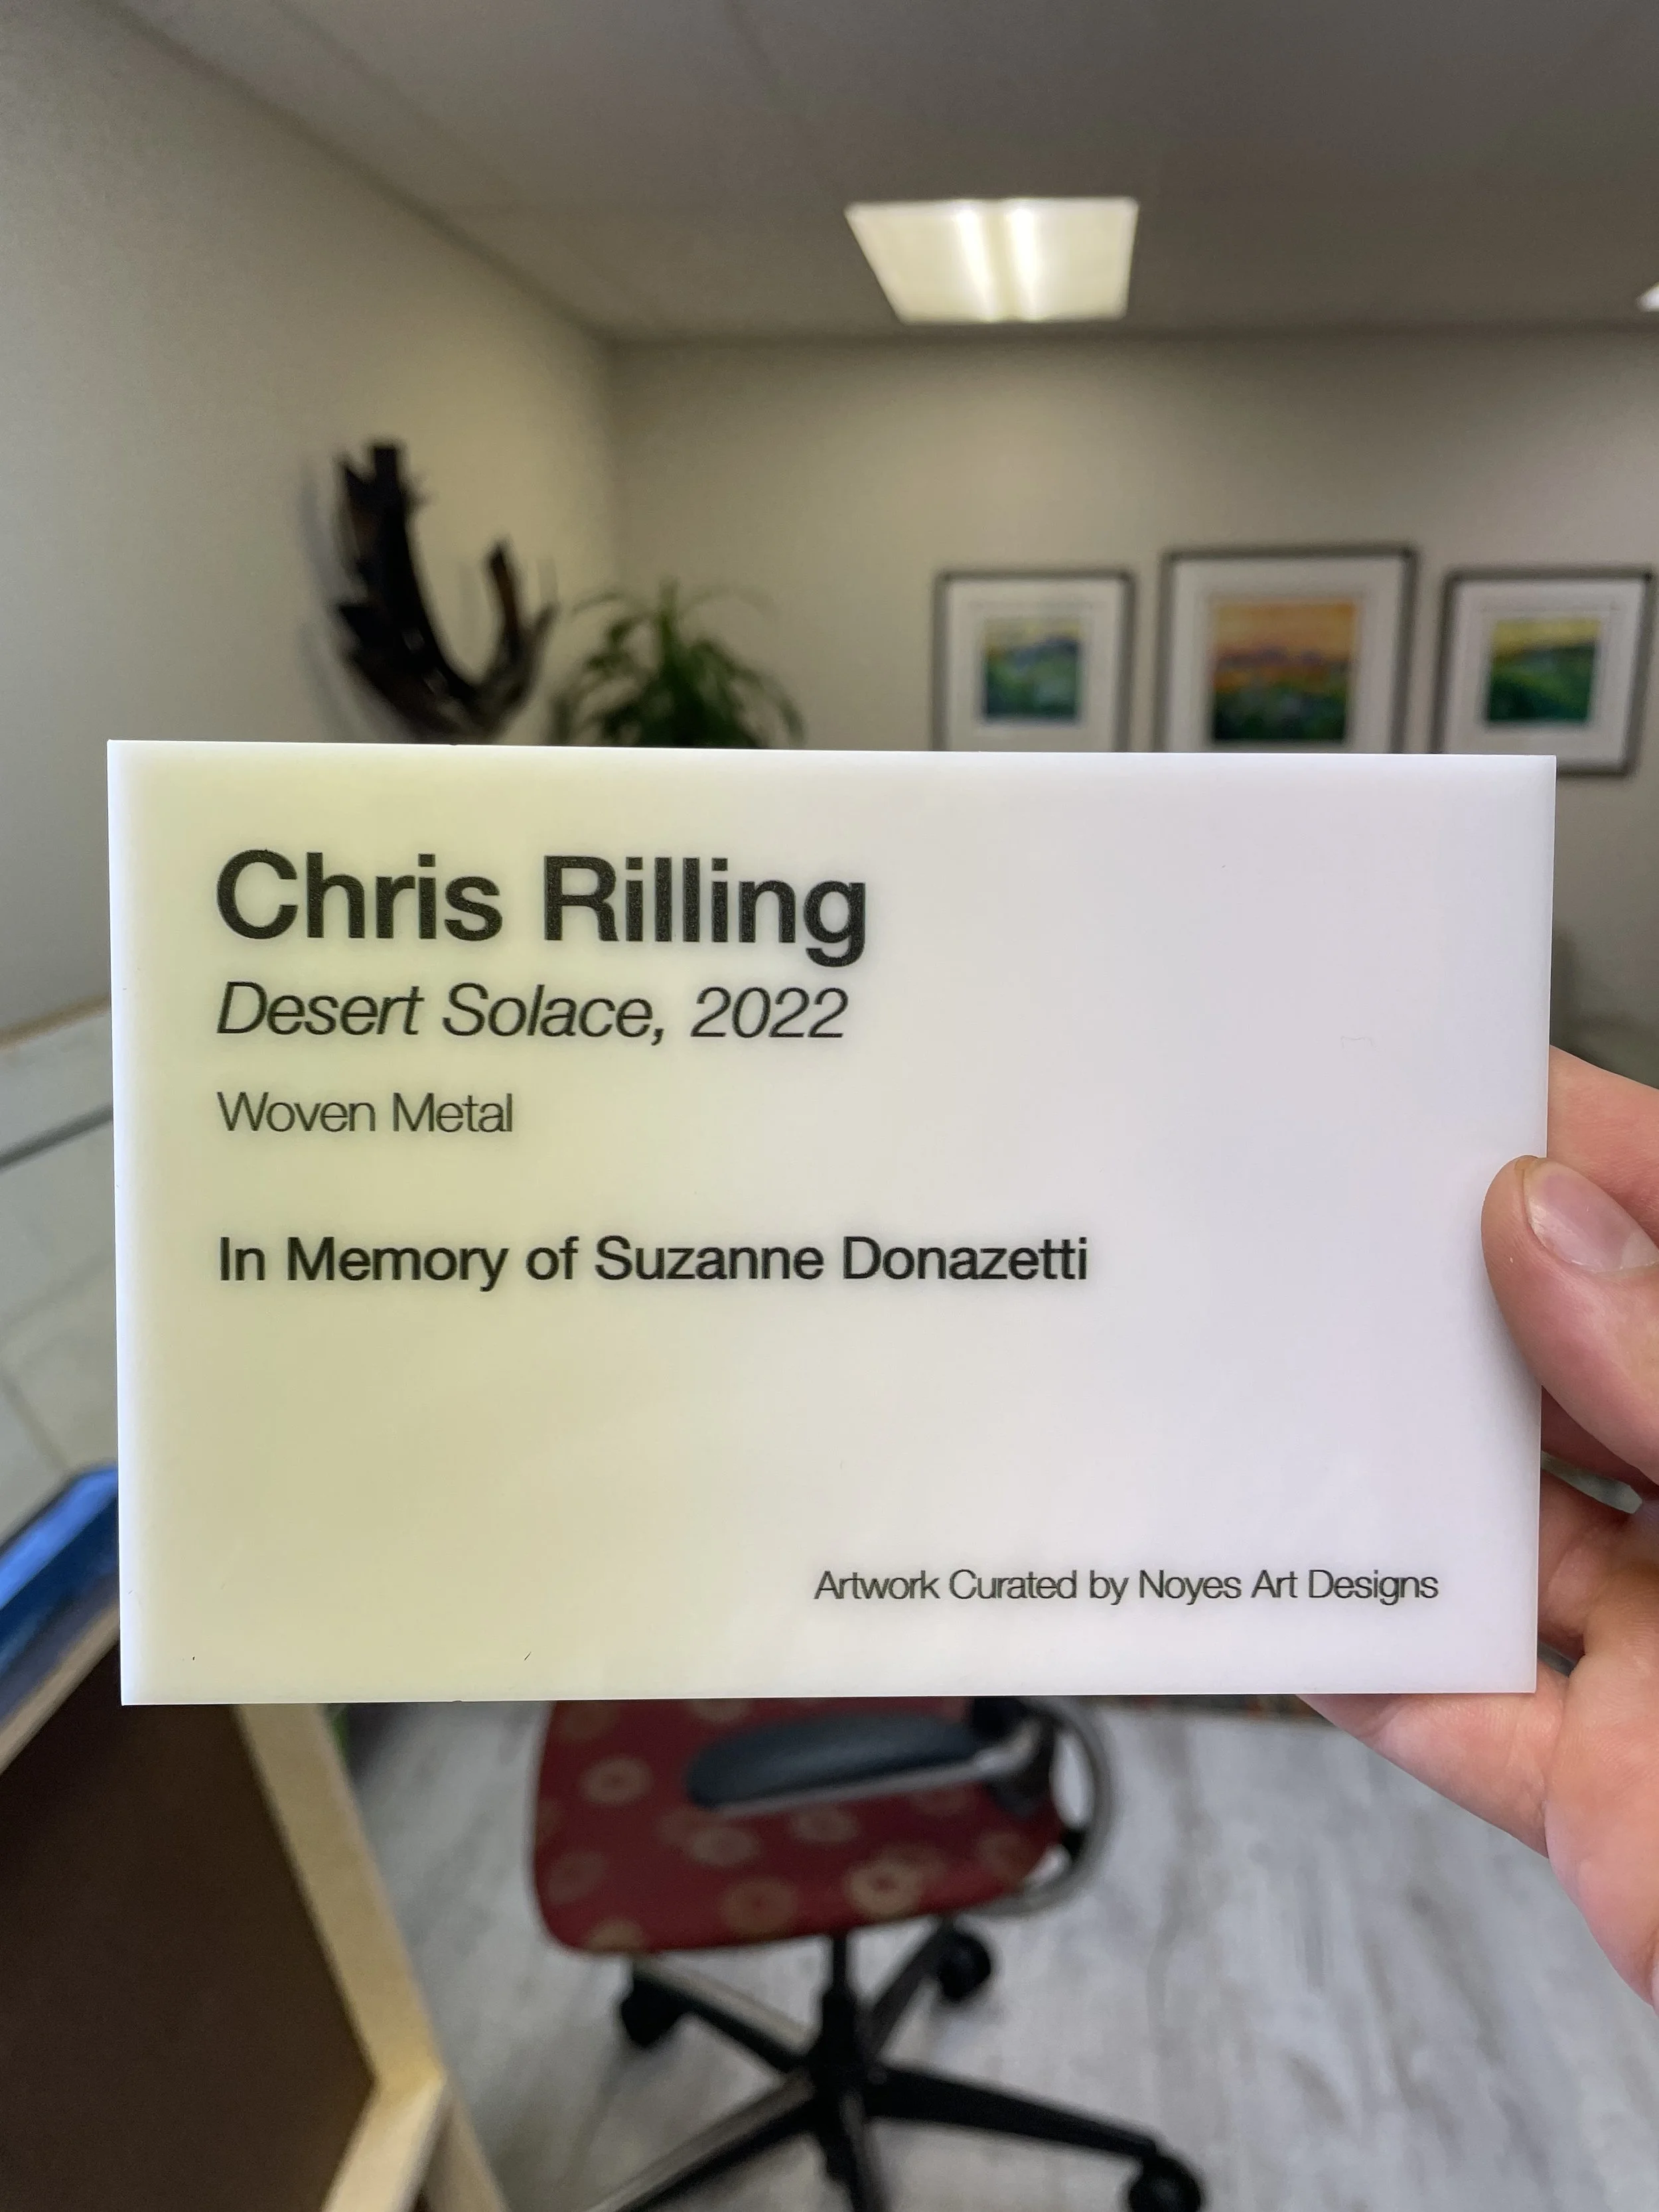 Chris Rilling
Desert Solace, 2022
Woven Metal
In Memory of Suzanne Donazetti
Artwork Curated by Noyes Art Designs